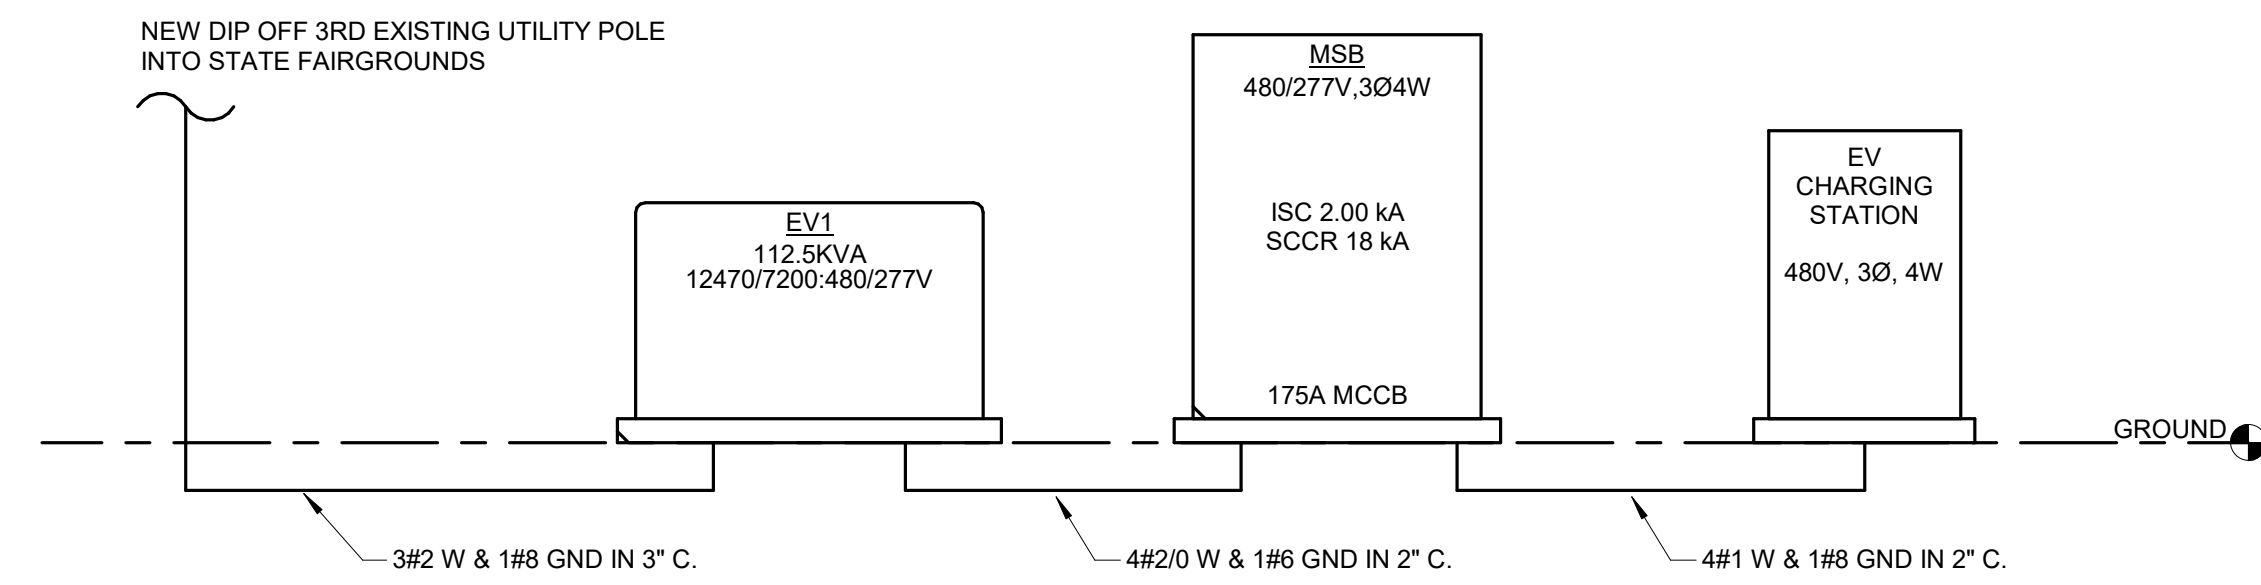 NEW DIP OFF 3RD EXISTING UTILITY POLE
INTO STATE FAIRGROUNDS
EV1
112.5KVA
12470/7200:480/277V
MSB
480/277V,3Ø4W
ISC 2.00 kA
SCCR 18 kA
175A MCCB
EV
CHARGING
STATION
480V, 3Ø, 4W
GROUND
3#2 W & 1#8 GND IN 3" C.
4#2/0 W & 1#6 GND IN 2" C.
4#1 W & 1#8 GND IN 2" C.